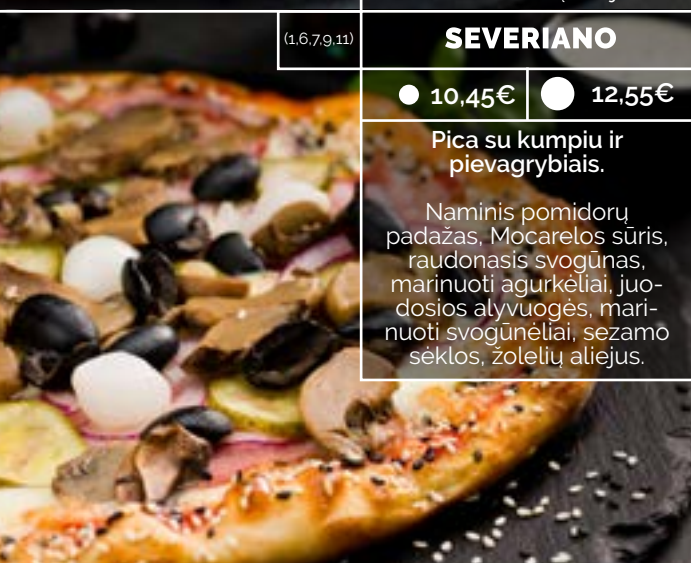 (1,6,7,9,11)
SEVERIANO
10,45€
12,55€
Pica su kumpiu ir
pievagrybiais.
Naminis pomidorų
padažas, Mocarelos sūris,
raudonasis svogūnas,
marinuoti agurkėliai, juo-
dosios alyvuogės, mari-
nuoti svogūnėliai, sezamo
sėklos, žolelių aliejus.